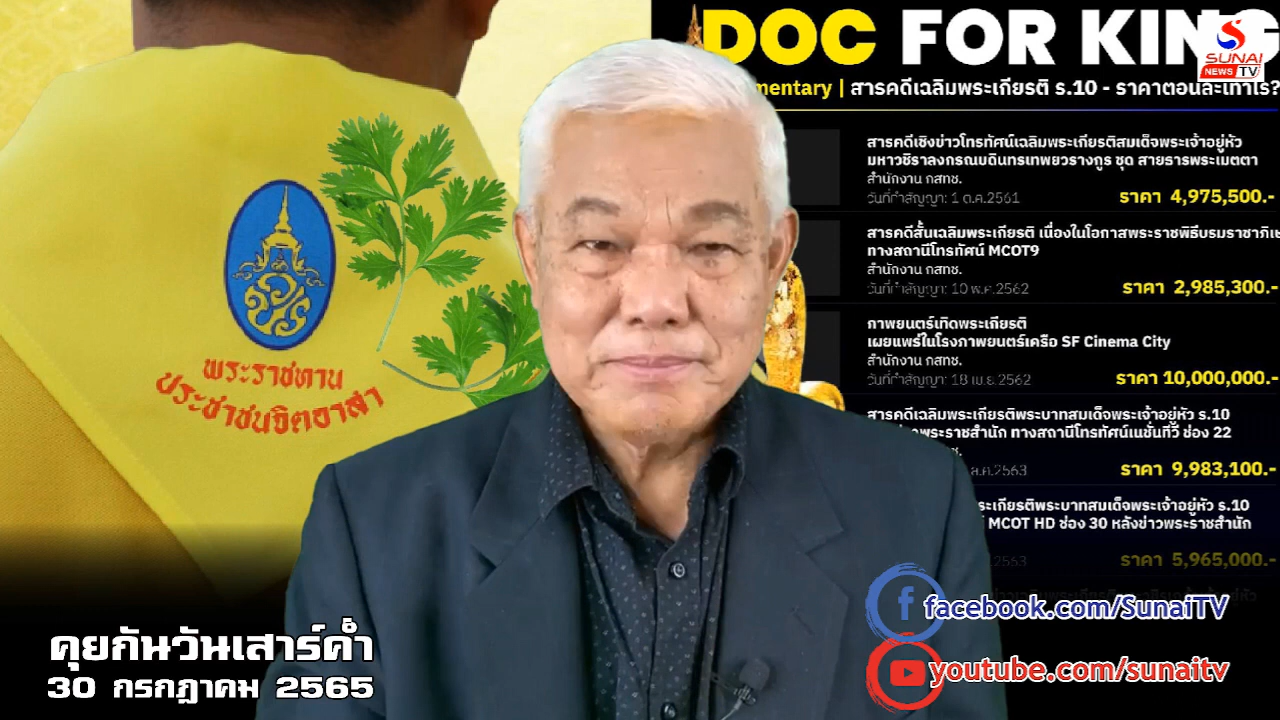 DOC FOR KING
SUNAI
NEWS TV
mentary | สารคดีเฉลิมพระเกียรติ ร.10 - ราคาตอนละเท่าไร?
สารคดีเชิงข่าวโทรทัศน์เฉลิมพระเกียรติสมเด็จพระเจ้าอยู่หัว
มหาวชิราลงกรณบดินทรเทพยวรางกูร ชุด สายธารพระเมตตา
สำนักงาน กสทช.
วันที่ทำสัญญา: 1 ต.ค.2561
ราคา 4,975,500.-
สารคดีสั้นเฉลิมพระเกียรติ เนื่องในโอกาสพระราชพิธีบรมราชาภิเษ
ทางสถานีโทรทัศน์ MCOT9
สำนักงาน กสทช.
วันที่ทำสัญญา: 10 พ.ค.2562
ราคา 2,985,300.-
ภาพยนตร์เทิดพระเกียรติ
เผยแพร่ในโรงภาพยนตร์เครือ SF Cinema City
สำนักงาน กสทช.
วันที่ทำสัญญา: 18 เม.ย.2562
ราคา 10,000,000.-
สารคดีเฉลิมพระเกียรติพระบาทสมเด็จพระเจ้าอยู่หัว ร.10
พระราชสำนัก ทางสถานีโทรทัศน์เนชั่นทีวี ช่อง 22
ราคา 9,983,100.-
ะเกียรติพระบาทสมเด็จพระเจ้าอยู่หัว ร.10
MCOT HD ช่อง 30 หลังข่าวพระราชสำนัก
ราคา 5,965,000.-
พระราชทาน
ประชาชนจิตอาสา
facebook.com/SunaiTV
youtube.com/sunaitv
คุยกันวันเสาร์ค่ำ
30 กรกฎาคม 2565